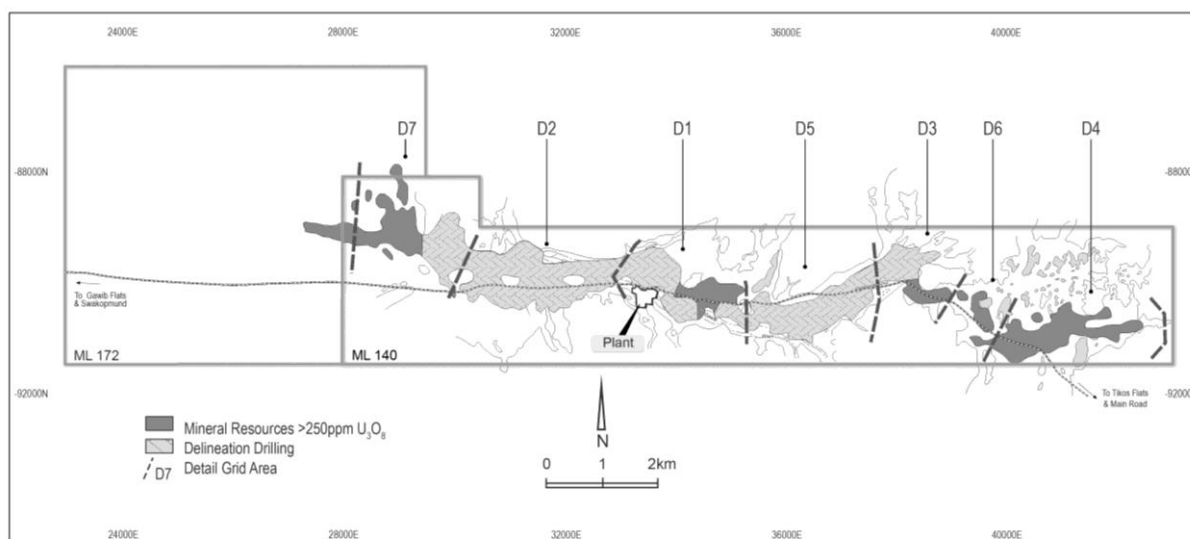 24000E 28000E 32000E 36000E 40000E
D7 D2 D1 D5 D3 D6 D4
-88000N -88000N
To Gawib Flats
& Swakopmund
Plant
ML 172 ML 140
-92000N -92000N
To Tikos Flats
& Main Road
Mineral Resources >250ppm U₃O₈
Delineation Drilling
D7 Detail Grid Area
N
0 1 2km
24000E 28000E 32000E 36000E 40000E